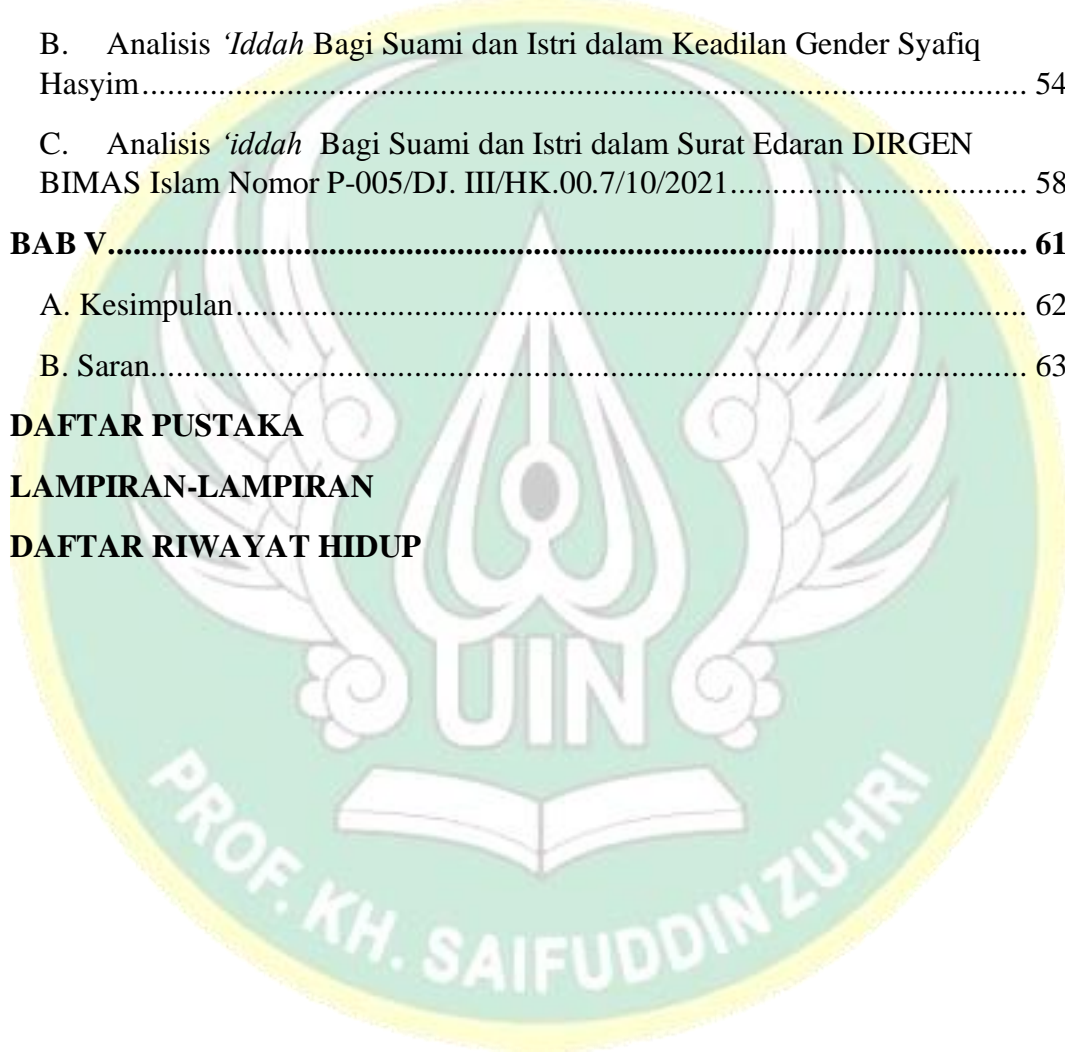 B. Analisis ‘Iddah Bagi Suami dan Istri dalam Keadilan Gender Syafiq
Hasyim.......................................................................................................... 54
C. Analisis ‘iddah Bagi Suami dan Istri dalam Surat Edaran DIRGEN
BIMAS Islam Nomor P-005/DJ. III/HK.00.7/10/2021................................... 58
BAB V............................................................................................................. 61
A. Kesimpulan............................................................................................... 62
B. Saran......................................................................................................... 63
DAFTAR PUSTAKA
LAMPIRAN-LAMPIRAN
DAFTAR RIWAYAT HIDUP
UIN
PROF. KH. SAIFUDDIN ZUHRI